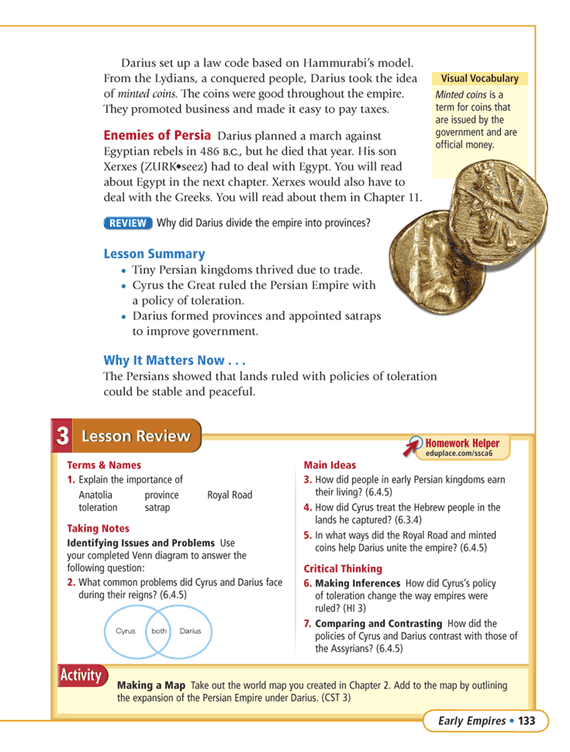 Darius set up a law code based on Hammurabi's model.
From the Lydians, a conquered people, Darius took the idea
of minted coins. The coins were good throughout the empire.
They promoted business and made it easy to pay taxes.
Visual Vocabulary
Minted coins is a
term for coins that
are issued by the
government and are
official money.
Enemies of Persia Darius planned a march against
Egyptian rebels in 486 B.C., but he died that year. His son
Xerxes (ZURK•seez) had to deal with Egypt. You will read
about Egypt in the next chapter. Xerxes would also have to
deal with the Greeks. You will read about them in Chapter 11.
REVIEW Why did Darius divide the empire into provinces?
Lesson Summary
• Tiny Persian kingdoms thrived due to trade.
• Cyrus the Great ruled the Persian Empire with
a policy of toleration.
• Darius formed provinces and appointed satraps
to improve government.
Why It Matters Now . . .
The Persians showed that lands ruled with policies of toleration
could be stable and peaceful.
3 Lesson Review
Homework Helper
eduplace.com/ssca6
Terms & Names
1. Explain the importance of
Anatolia province Royal Road
toleration satrap
Taking Notes
Identifying Issues and Problems Use
your completed Venn diagram to answer the
following question:
2. What common problems did Cyrus and Darius face
during their reigns? (6.4.5)
Cyrus both Darius
Main Ideas
3. How did people in early Persian kingdoms earn
their living? (6.4.5)
4. How did Cyrus treat the Hebrew people in the
lands he captured? (6.3.4)
5. In what ways did the Royal Road and minted
coins help Darius unite the empire? (6.4.5)
Critical Thinking
6. Making Inferences How did Cyrus's policy
of toleration change the way empires were
ruled? (HI 3)
7. Comparing and Contrasting How did the
policies of Cyrus and Darius contrast with those of
the Assyrians? (6.4.5)
Activity
Making a Map Take out the world map you created in Chapter 2. Add to the map by outlining
the expansion of the Persian Empire under Darius. (CST 3)
Early Empires • 133